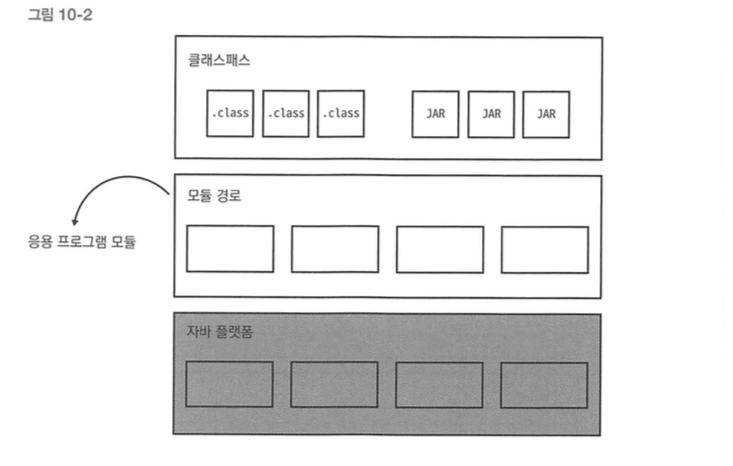 그림 10-2
클래스패스
.class .class .class JAR JAR JAR
모듈 경로
응용 프로그램 모듈
자바 플랫폼